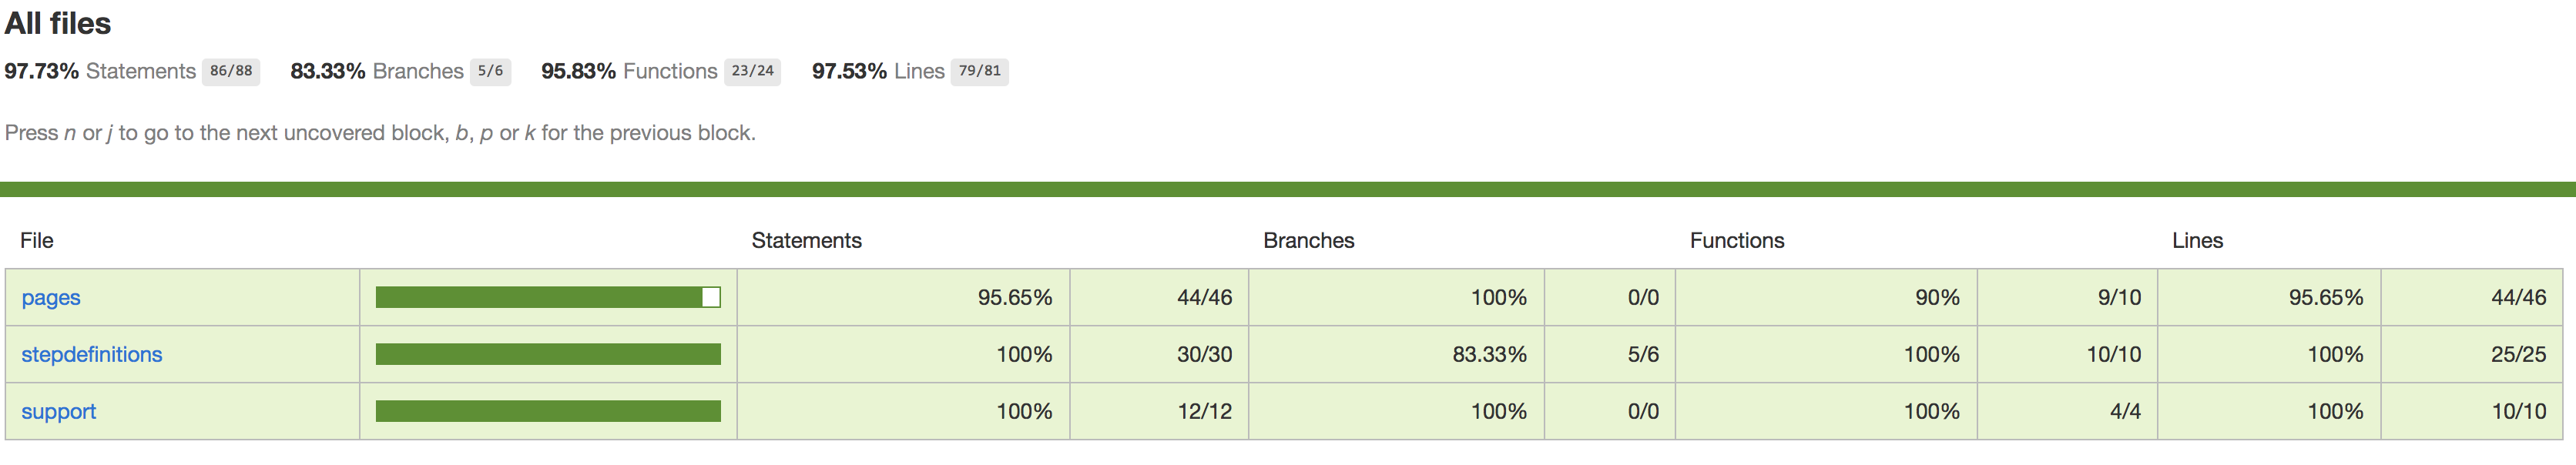 All files
97.73% Statements 86/88 83.33% Branches 5/6 95.83% Functions 23/24 97.53% Lines 79/81
Press n or j to go to the next uncovered block, b, p or k for the previous block.
File Statements Branches Functions Lines
pages 95.65% 44/46 100% 0/0 90% 9/10 95.65% 44/46
stepdefinitions 100% 30/30 83.33% 5/6 100% 10/10 100% 25/25
support 100% 12/12 100% 0/0 100% 4/4 100% 10/10